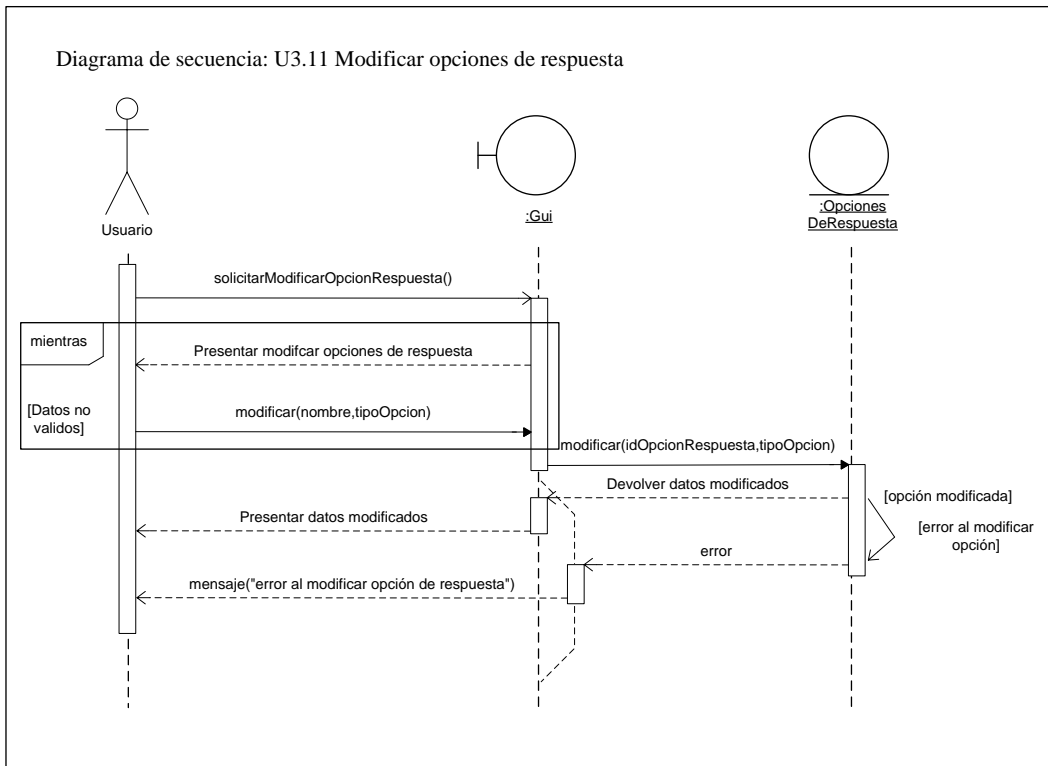 Diagrama de secuencia: U3.11 Modificar opciones de respuesta
Usuario
:Gui
:Opciones
DeRespuesta
solicitarModificarOpcionRespuesta()
mientras
Presentar modifcar opciones de respuesta
[Datos no
validos]
modificar(nombre,tipoOpcion)
modificar(idOpcionRespuesta,tipoOpcion)
Devolver datos modificados
[opción modificada]
Presentar datos modificados
[error al modificar
opción]
error
mensaje("error al modificar opción de respuesta")